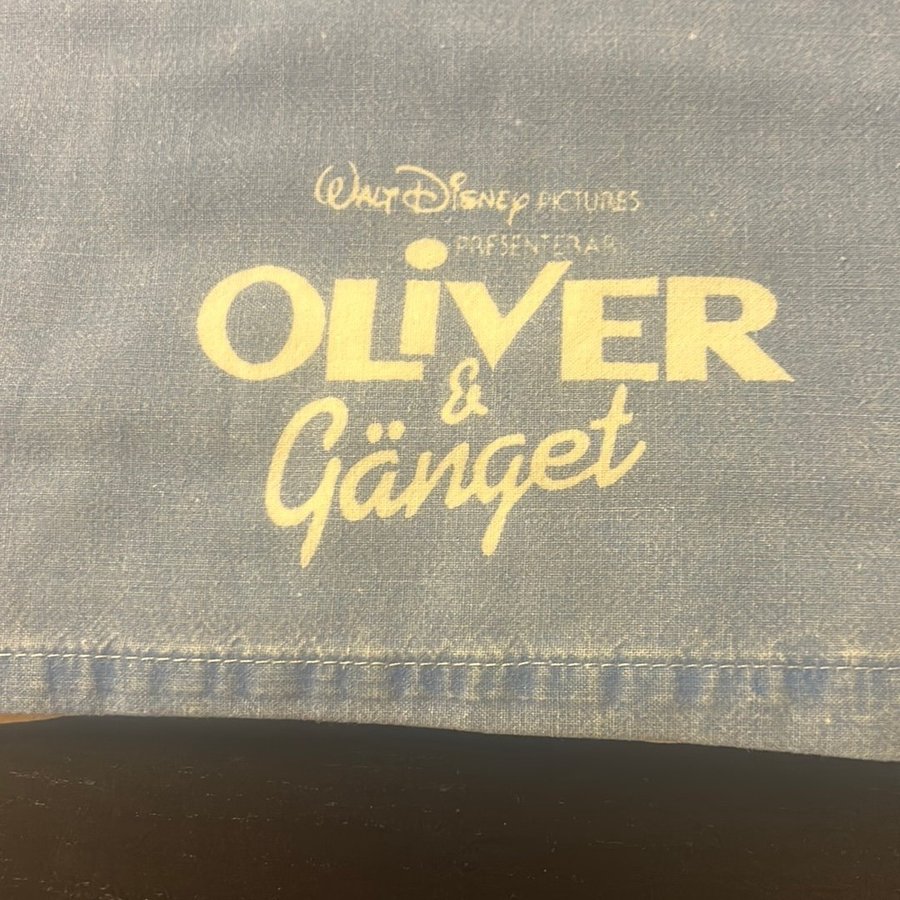 WALT DISNEY PICTURES
PRESENTERAR
OLiVER
&
Gänget